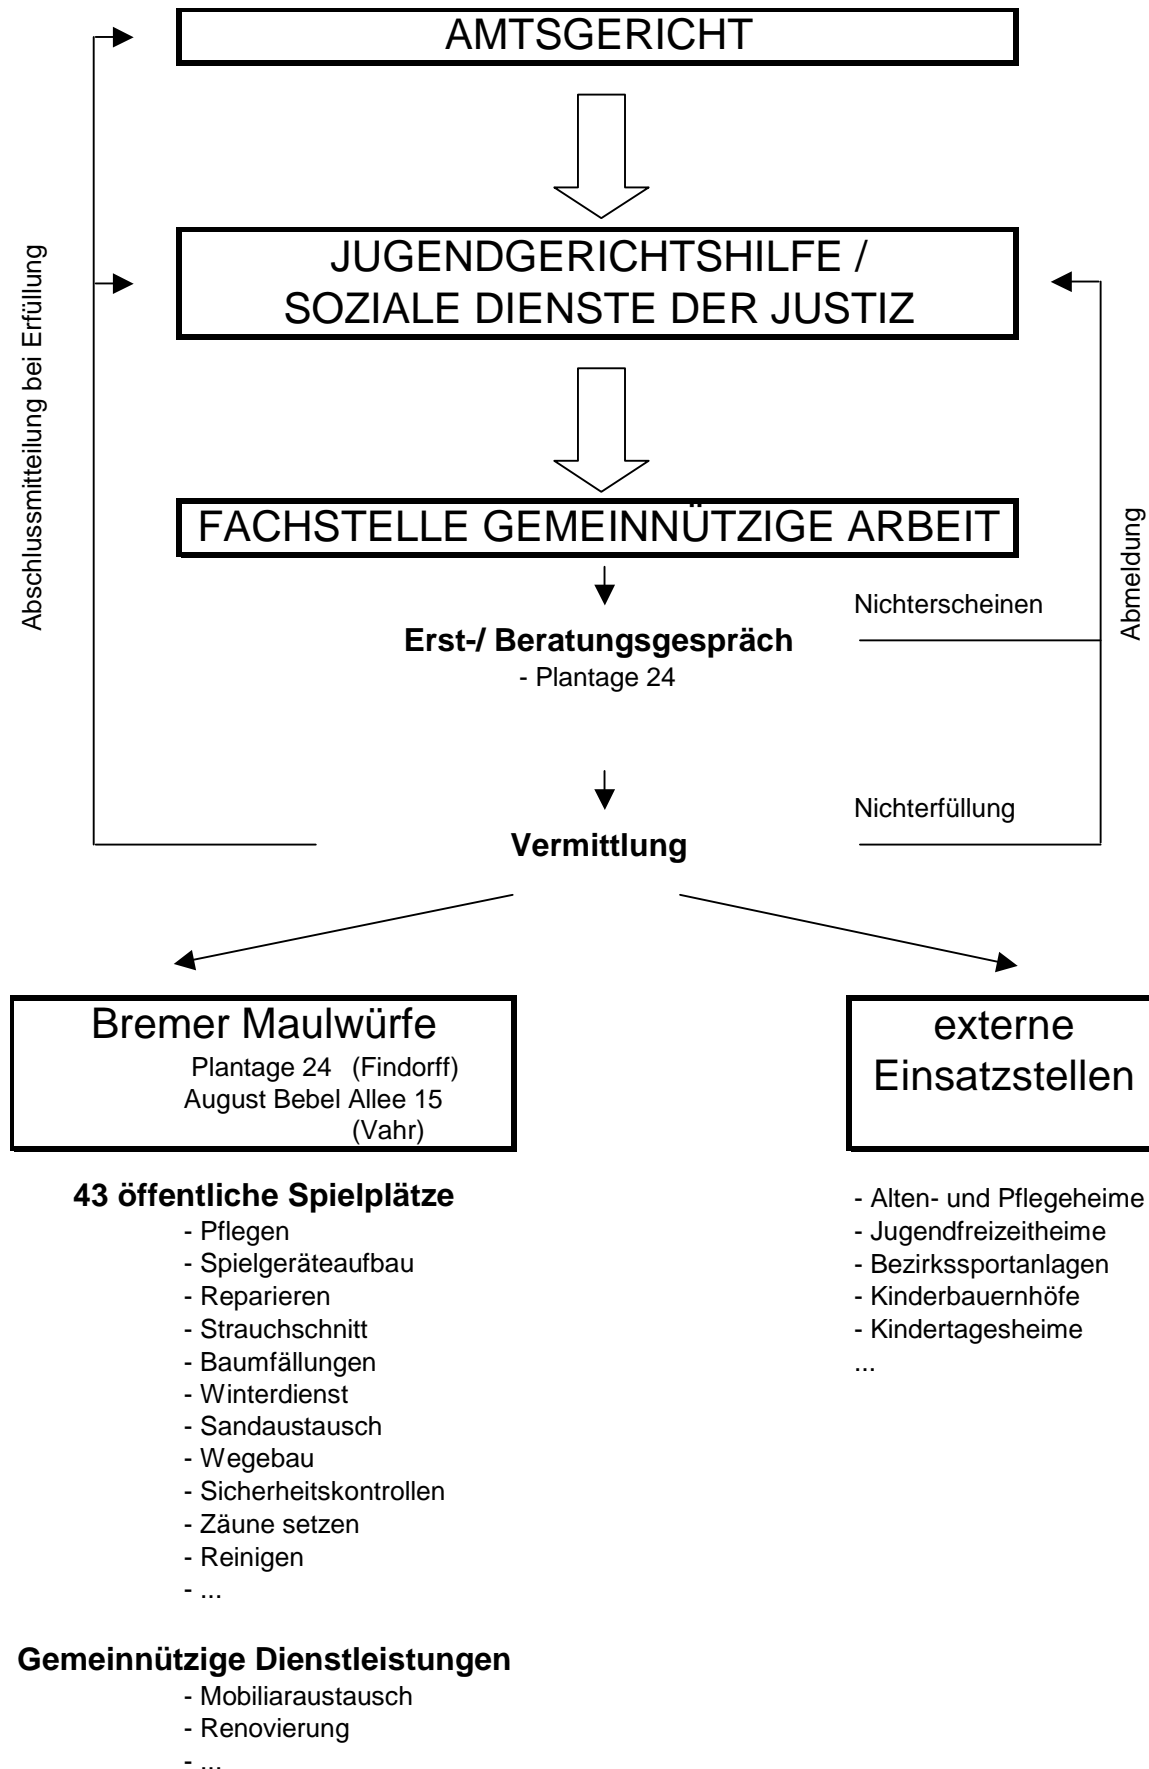 AMTSGERICHT
JUGENDGERICHTSHILFE /
SOZIALE DIENSTE DER JUSTIZ
Abschlussmitteilung bei Erfüllung
FACHSTELLE GEMEINNÜTZIGE ARBEIT
Abmeldung
Nichterscheinen
Erst-/ Beratungsgespräch
- Plantage 24
Nichterfüllung
Vermittlung
Bremer Maulwürfe
Plantage 24 (Findorff)
August Bebel Allee 15
(Vahr)
externe
Einsatzstellen
43 öffentliche Spielplätze
- Pflegen
- Spielgeräteaufbau
- Reparieren
- Strauchschnitt
- Baumfällungen
- Winterdienst
- Sandaustausch
- Wegebau
- Sicherheitskontrollen
- Zäune setzen
- Reinigen
- ...
- Alten- und Pflegeheime
- Jugendfreizeitheime
- Bezirkssportanlagen
- Kinderbauernhöfe
- Kindertagesheime
...
Gemeinnützige Dienstleistungen
- Mobiliaraustausch
- Renovierung
- ...